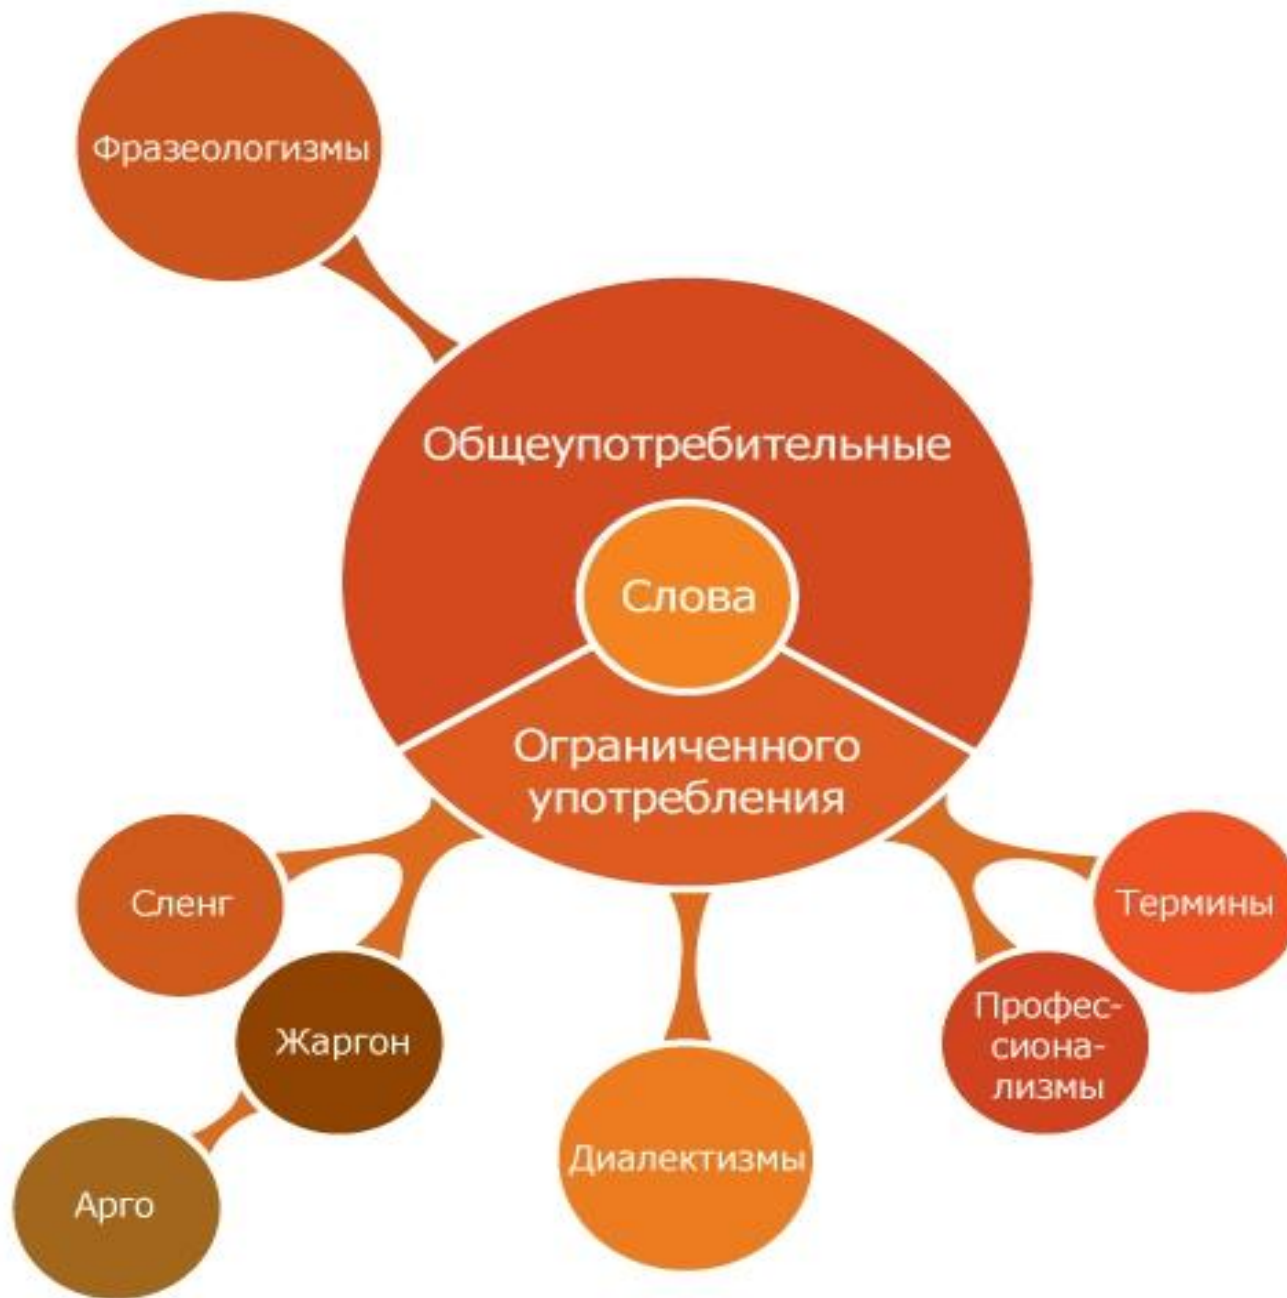 Фразеологизмы
Общеупотребительные
Слова
Ограниченного
употребления
Сленг
Термины
Жаргон
Профес-
сиона-
лизмы
Диалектизмы
Арго